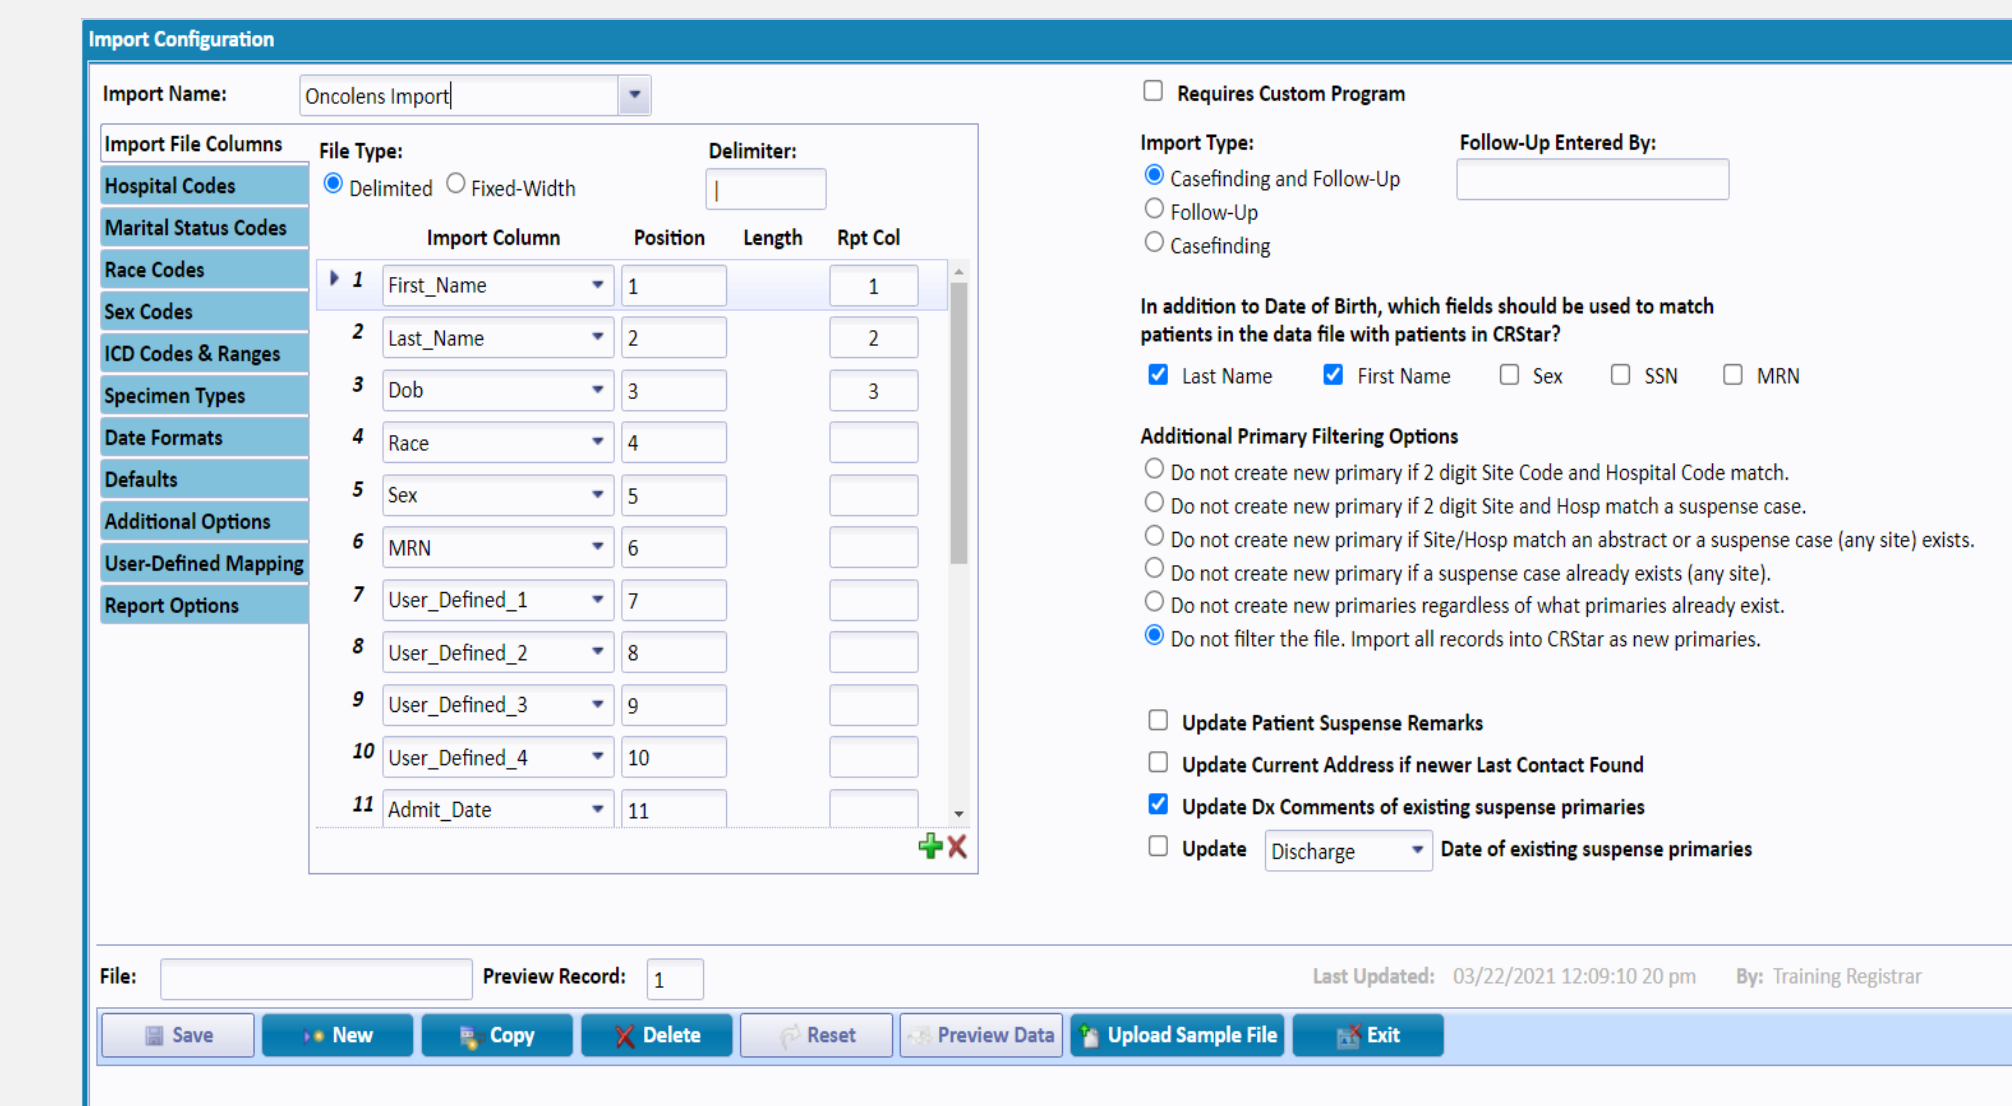 Import Configuration
Import Name: Oncolens Import
Requires Custom Program
Import File Columns
Hospital Codes
Marital Status Codes
Race Codes
Sex Codes
ICD Codes & Ranges
Specimen Types
Date Formats
Defaults
Additional Options
User-Defined Mapping
Report Options
File Type: Delimiter:
Delimited Fixed-Width |
Import Column Position Length Rpt Col
1 First_Name 1 1
2 Last_Name 2 2
3 Dob 3 3
4 Race 4
5 Sex 5
6 MRN 6
7 User_Defined_1 7
8 User_Defined_2 8
9 User_Defined_3 9
10 User_Defined_4 10
11 Admit_Date 11
Import Type: Follow-Up Entered By:
Casefinding and Follow-Up
Follow-Up
Casefinding
In addition to Date of Birth, which fields should be used to match
patients in the data file with patients in CRStar?
Last Name First Name Sex SSN MRN
Additional Primary Filtering Options
Do not create new primary if 2 digit Site Code and Hospital Code match.
Do not create new primary if 2 digit Site and Hosp match a suspense case.
Do not create new primary if Site/Hosp match an abstract or a suspense case (any site) exists.
Do not create new primary if a suspense case already exists (any site).
Do not create new primaries regardless of what primaries already exist.
Do not filter the file. Import all records into CRStar as new primaries.
Update Patient Suspense Remarks
Update Current Address if newer Last Contact Found
Update Dx Comments of existing suspense primaries
Update Discharge Date of existing suspense primaries
File: Preview Record: 1 Last Updated: 03/22/2021 12:09:10 20 pm By: Training Registrar
Save New Copy Delete Reset Preview Data Upload Sample File Exit